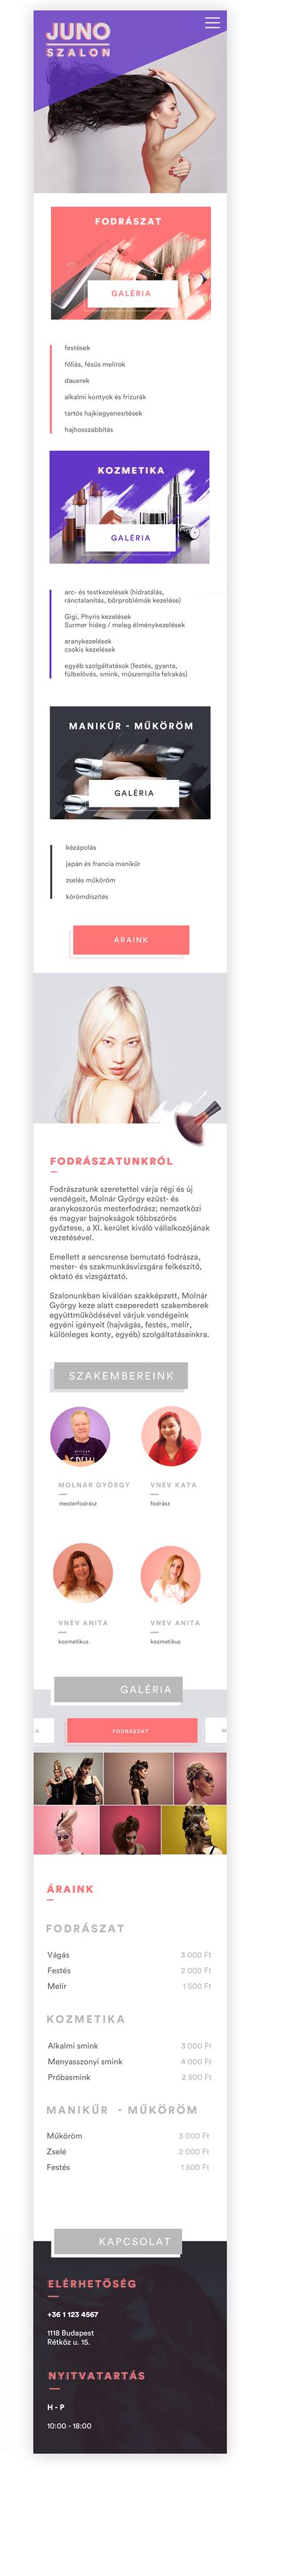 JUNO
SZALON
FODRÁSZAT
GALÉRIA
festések
fóliás, fésűs melírok
dauerek
alkalmi kontyok és frizurák
tartós hajkiegyenesítések
hajhosszabbítás
KOZMETIKA
GALÉRIA
arc- és testkezelések (hidratálás,
ránctalanítás, bőrproblémák kezelése)
Gigi, Phyris kezelések
Surmer hideg / meleg élménykezelések
aranykezelések
csokis kezelések
egyéb szolgáltatások (festés, gyanta,
fülbelövés, smink, műszempilla felrakás)
MANIKŰR - MŰKÖRÖM
GALÉRIA
kézápolás
japán és francia manikűr
zselés műköröm
körömdíszítés
ÁRAINK
FODRÁSZATUNKRÓL
Fodrászatunk szeretettel várja régi és új
vendégeit, Molnár György ezüst- és
aranykoszorús mesterfodrász; nemzetközi
és magyar bajnokságok többszörös
győztese, a XI. kerület kiváló vállalkozójának
vezetésével.
Emellett a sencsrense bemutató fodrásza,
mester- és szakmunkásvizsgára felkészítő,
oktató és vizsgáztató.
Szalonunkban kiválóan szakképzett, Molnár
György keze alatt cseperedett szakemberek
együttműködésével várjuk vendégeink
egyéni igényeit (hajvágás, festés, melír,
különleges konty, egyéb) szolgáltatásainkra.
SZAKEMBEREINK
MOLNÁR GYÖRGY
mesterfodrász
VNÉV KATA
fodrász
VNÉV ANITA
kozmetikus
VNÉV ANITA
kozmetikus
GALÉRIA
A
FODRÁSZAT
M
ÁRAINK
FODRÁSZAT
Vágás 3 000 Ft
Festés 2 000 Ft
Melír 1 500 Ft
KOZMETIKA
Alkalmi smink 3 000 Ft
Menyasszonyi smink 4 000 Ft
Próbasmink 2 500 Ft
MANIKŰR - MŰKÖRÖM
Műköröm 3 000 Ft
Zselé 2 000 Ft
Festés 1 500 Ft
KAPCSOLAT
ELÉRHETŐSÉG
+36 1 123 4567
1118 Budapest
Rétköz u. 15.
NYITVATARTÁS
H - P
10:00 - 18:00